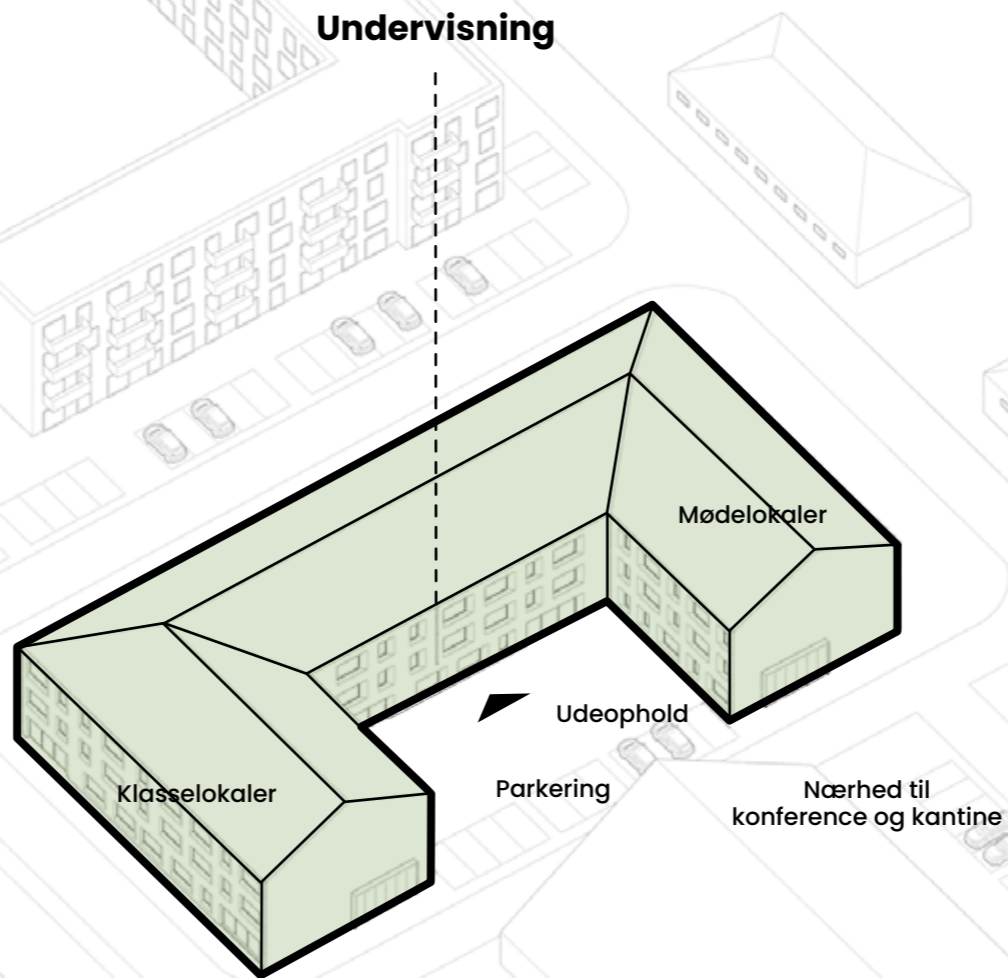 Undervisning
Mødelokaler
Udeophold
Klasselokaler
Parkering
Nærhed til
konference og kantine